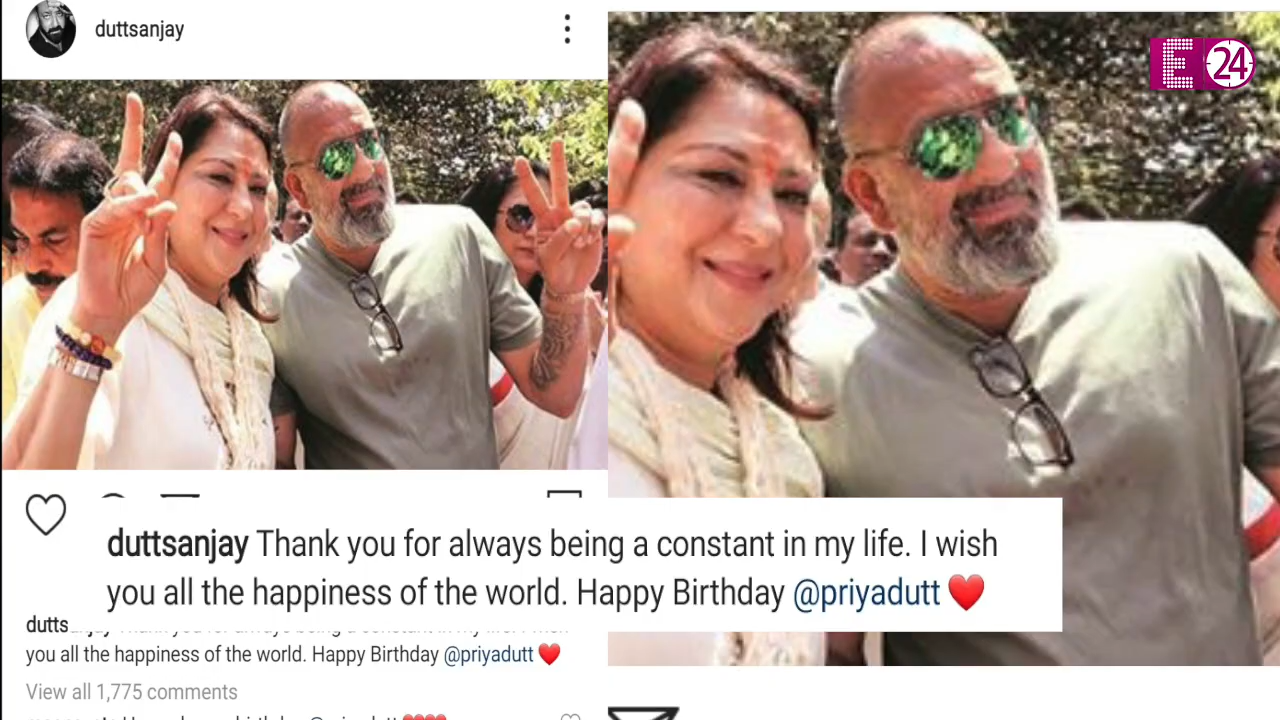 duttsanjay
E 24
duttsanjay Thank you for always being a constant in my life. I wish
you all the happiness of the world. Happy Birthday @priyadutt ❤️
you all the happiness of the world. Happy Birthday @priyadutt ❤️
View all 1,775 comments